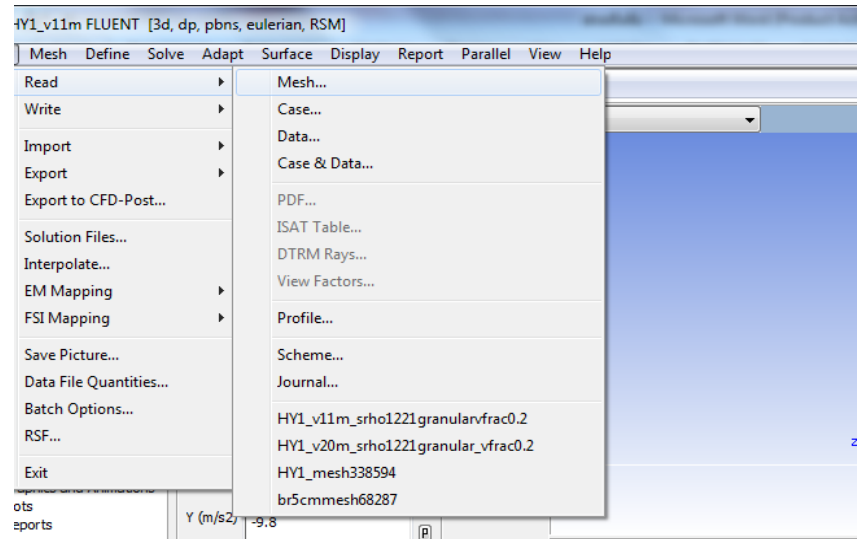 HY1_v11m FLUENT [3d, dp, pbns, eulerian, RSM]
Mesh Define Solve Adapt Surface Display Report Parallel View Help
Read
Write
Import
Export
Export to CFD-Post...
Solution Files...
Interpolate...
EM Mapping
FSI Mapping
Save Picture...
Data File Quantities...
Batch Options...
RSF...
Exit
Mesh...
Case...
Data...
Case & Data...
PDF...
ISAT Table...
DTRM Rays...
View Factors...
Profile...
Scheme...
Journal...
HY1_v11m_srho1221granularvfrac0.2
HY1_v20m_srho1221granular_vfrac0.2
HY1_mesh338594
br5cmmesh68287
ots
eports
Y (m/s2) -9.8
P
z